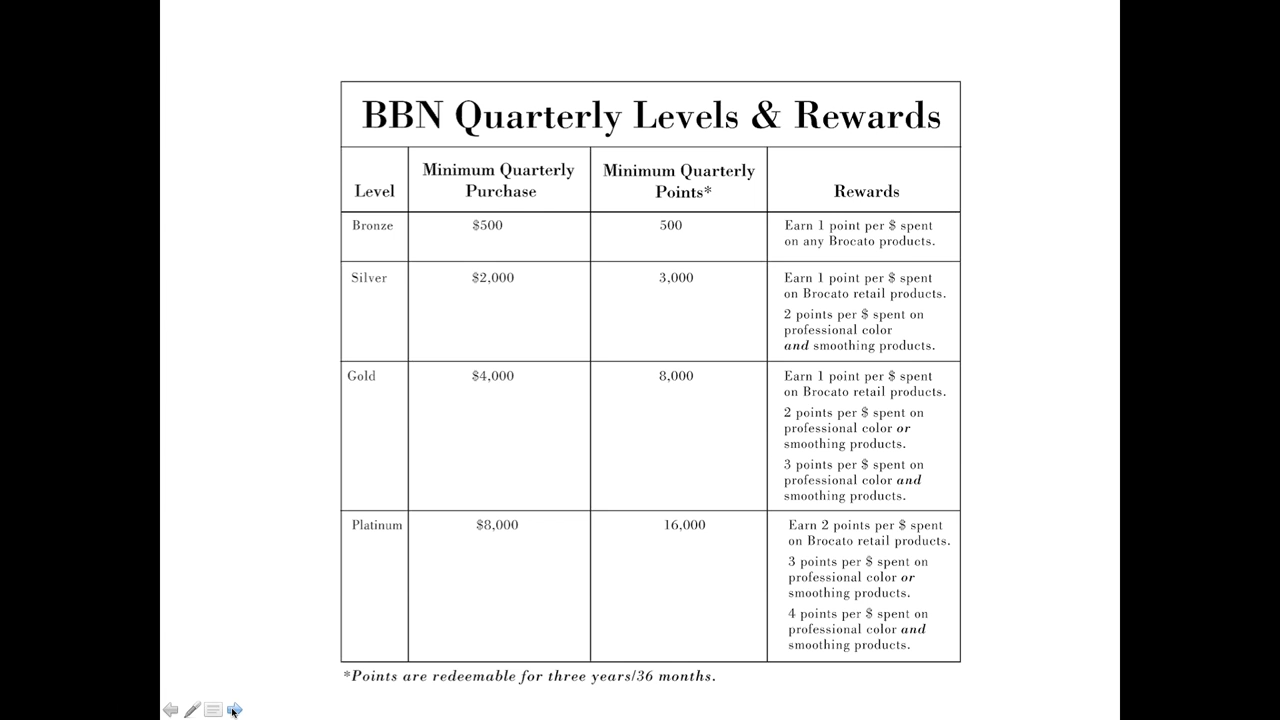 BBN Quarterly Levels & Rewards
Level
Minimum Quarterly
Purchase
Minimum Quarterly
Points*
Rewards
Bronze
$500
500
Earn 1 point per $ spent
on any Brocato products.
Silver
$2,000
3,000
Earn 1 point per $ spent
on Brocato retail products.
2 points per $ spent on
professional color
and smoothing products.
Gold
$4,000
8,000
Earn 1 point per $ spent
on Brocato retail products.
2 points per $ spent on
professional color or
smoothing products.
3 points per $ spent on
professional color and
smoothing products.
Platinum
$8,000
16,000
Earn 2 points per $ spent
on Brocato retail products.
3 points per $ spent on
professional color or
smoothing products.
4 points per $ spent on
professional color and
smoothing products.
*Points are redeemable for three years/36 months.